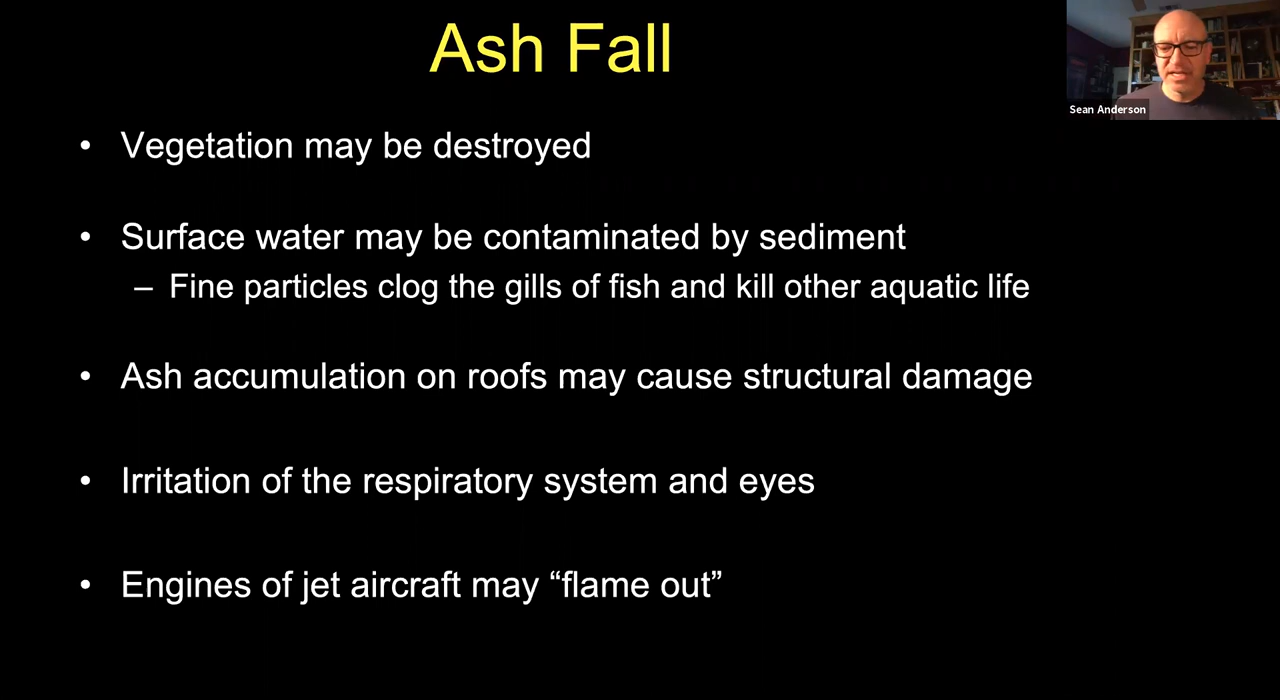 Ash Fall
Sean Anderson
• Vegetation may be destroyed
• Surface water may be contaminated by sediment
– Fine particles clog the gills of fish and kill other aquatic life
• Ash accumulation on roofs may cause structural damage
• Irritation of the respiratory system and eyes
• Engines of jet aircraft may “flame out”